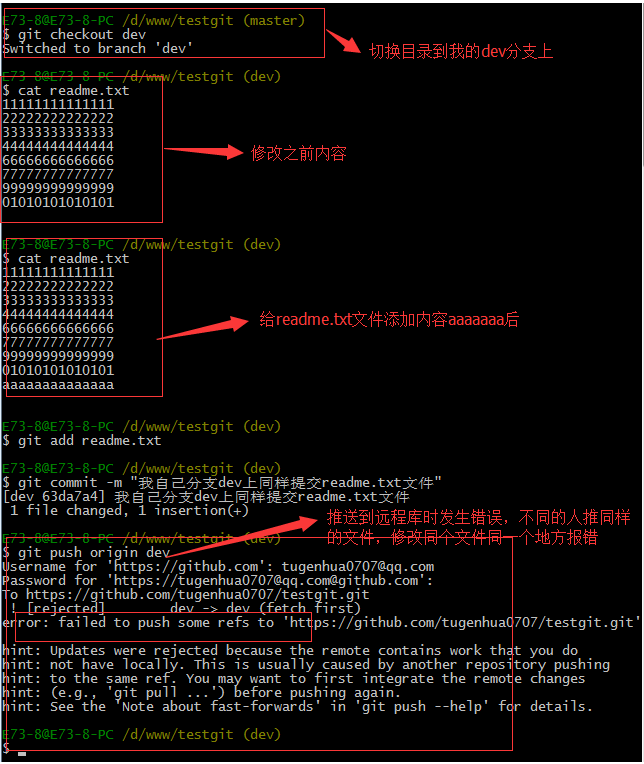 E73-8@E73-8-PC /d/www/testgit (master)
$ git checkout dev
Switched to branch 'dev'
切换目录到我的dev分支上
E73-8@E73-8-PC /d/www/testgit (dev)
$ cat readme.txt
11111111111111
22222222222222
33333333333333
44444444444444
66666666666666
77777777777777
99999999999999
01010101010101
修改之前内容
E73-8@E73-8-PC /d/www/testgit (dev)
$ cat readme.txt
11111111111111
22222222222222
33333333333333
44444444444444
66666666666666
77777777777777
99999999999999
01010101010101
aaaaaaaaaaaaaa
给readme.txt文件添加内容aaaaaaa后
E73-8@E73-8-PC /d/www/testgit (dev)
$ git add readme.txt
E73-8@E73-8-PC /d/www/testgit (dev)
$ git commit -m "我自己分支dev上同样提交readme.txt文件"
[dev 63da7a4] 我自己分支dev上同样提交readme.txt文件
1 file changed, 1 insertion(+)
推送到远程库时发生错误，不同的人推同样
的文件，修改同个文件同一个地方报错
E73-8@E73-8-PC /d/www/testgit (dev)
$ git push origin dev
Username for 'https://github.com': tugenhua0707@qq.com
Password for 'https://tugenhua0707@qq.com@github.com':
To https://github.com/tugenhua0707/testgit.git
! [rejected] dev -> dev (fetch first)
error: failed to push some refs to 'https://github.com/tugenhua0707/testgit.git'
hint: Updates were rejected because the remote contains work that you do
hint: not have locally. This is usually caused by another repository pushing
hint: to the same ref. You may want to first integrate the remote changes
hint: (e.g., 'git pull ...') before pushing again.
hint: See the 'Note about fast-forwards' in 'git push --help' for details.
E73-8@E73-8-PC /d/www/testgit (dev)
$